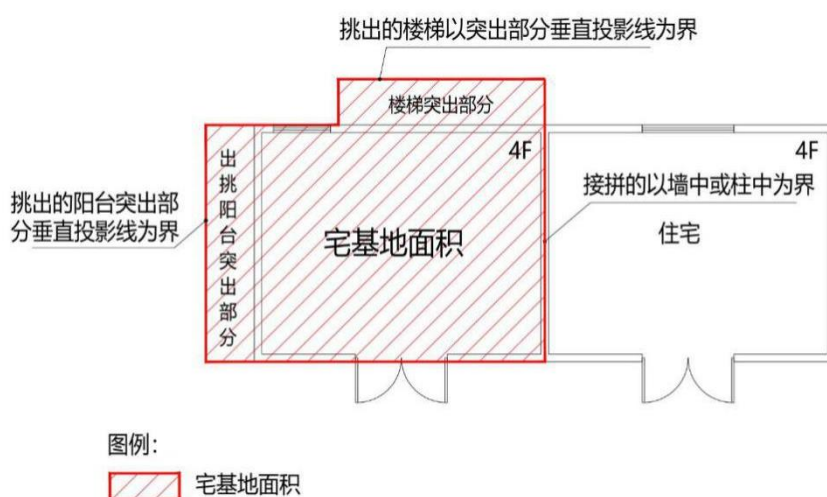 挑出的楼梯以突出部分垂直投影线为界
楼梯突出部分
4F
4F
出挑阳台突出部分
接拼的以墙中或柱中为界
挑出的阳台突出部
分垂直投影线为界
宅基地面积
住宅
图例：
宅基地面积